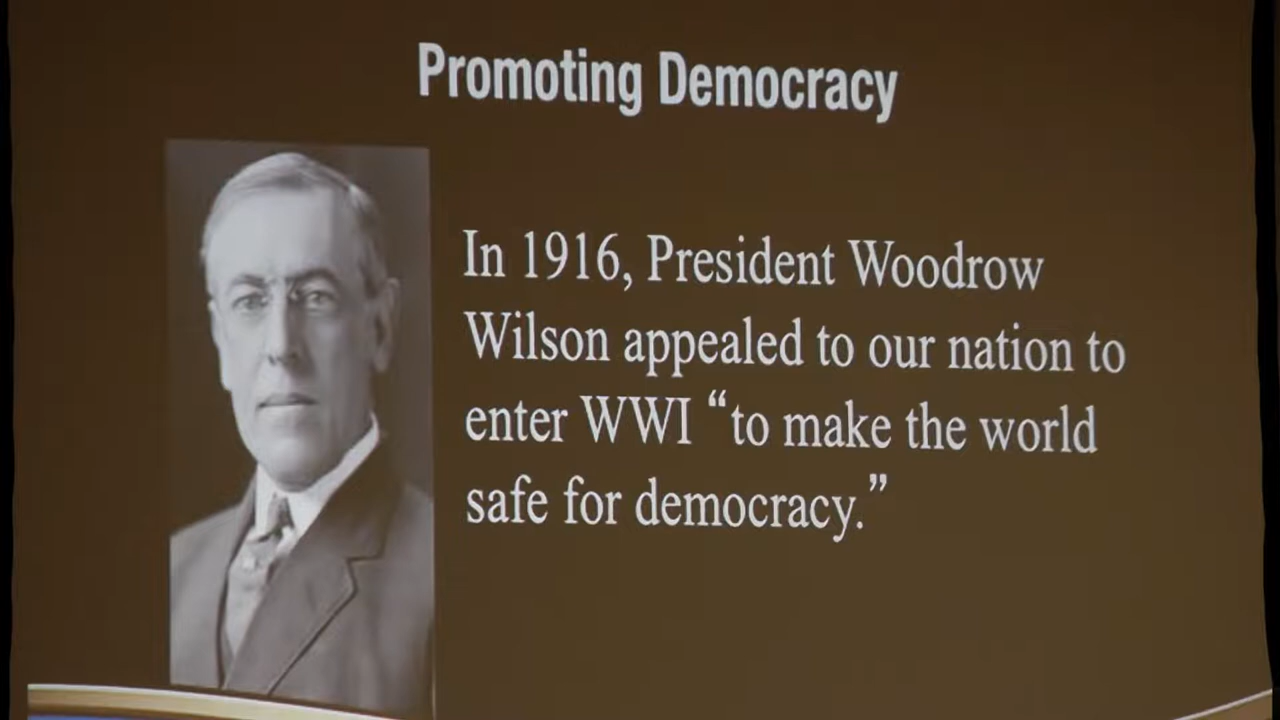 Promoting Democracy
In 1916, President Woodrow
Wilson appealed to our nation to
enter WWI “to make the world
safe for democracy.”